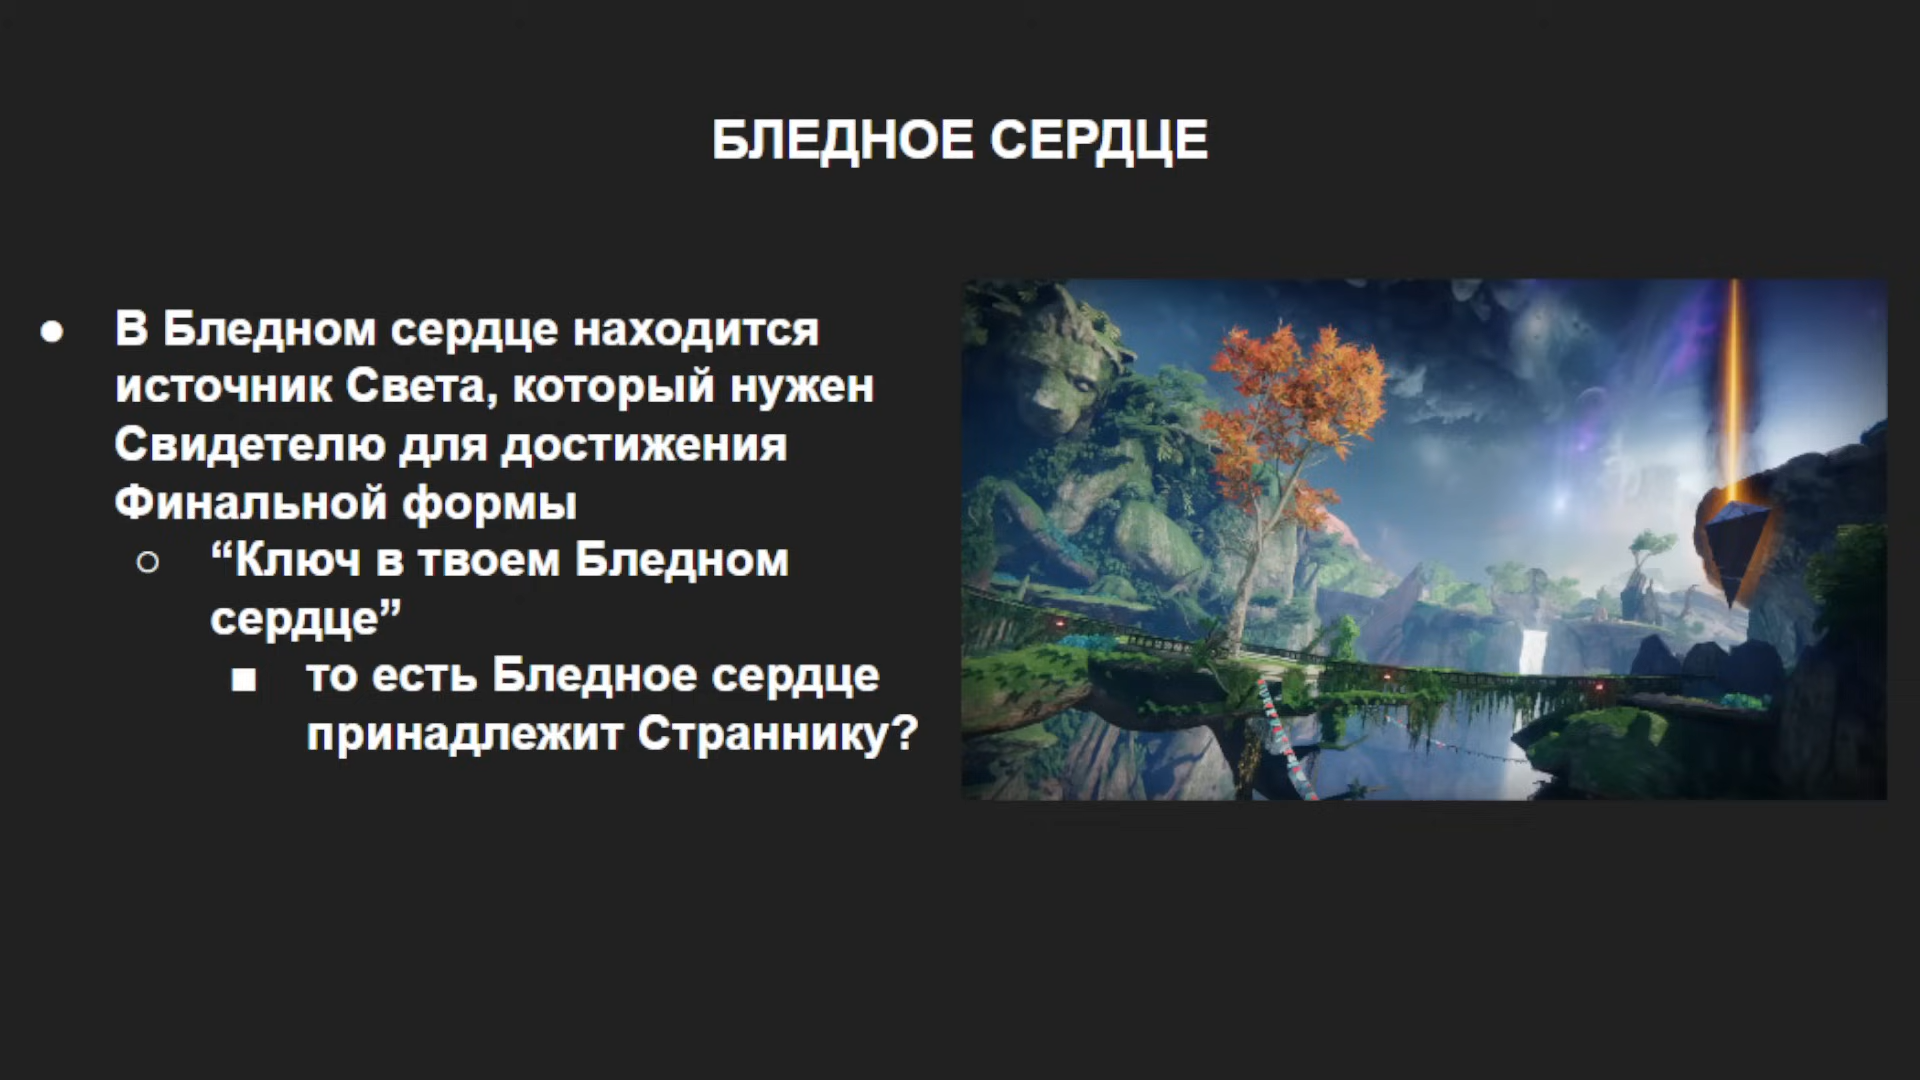 БЛЕДНОЕ СЕРДЦЕ
● В Бледном сердце находится
источник Света, который нужен
Свидетелю для достижения
Финальной формы
○ “Ключ в твоем Бледном
сердце”
■ то есть Бледное сердце
принадлежит Страннику?